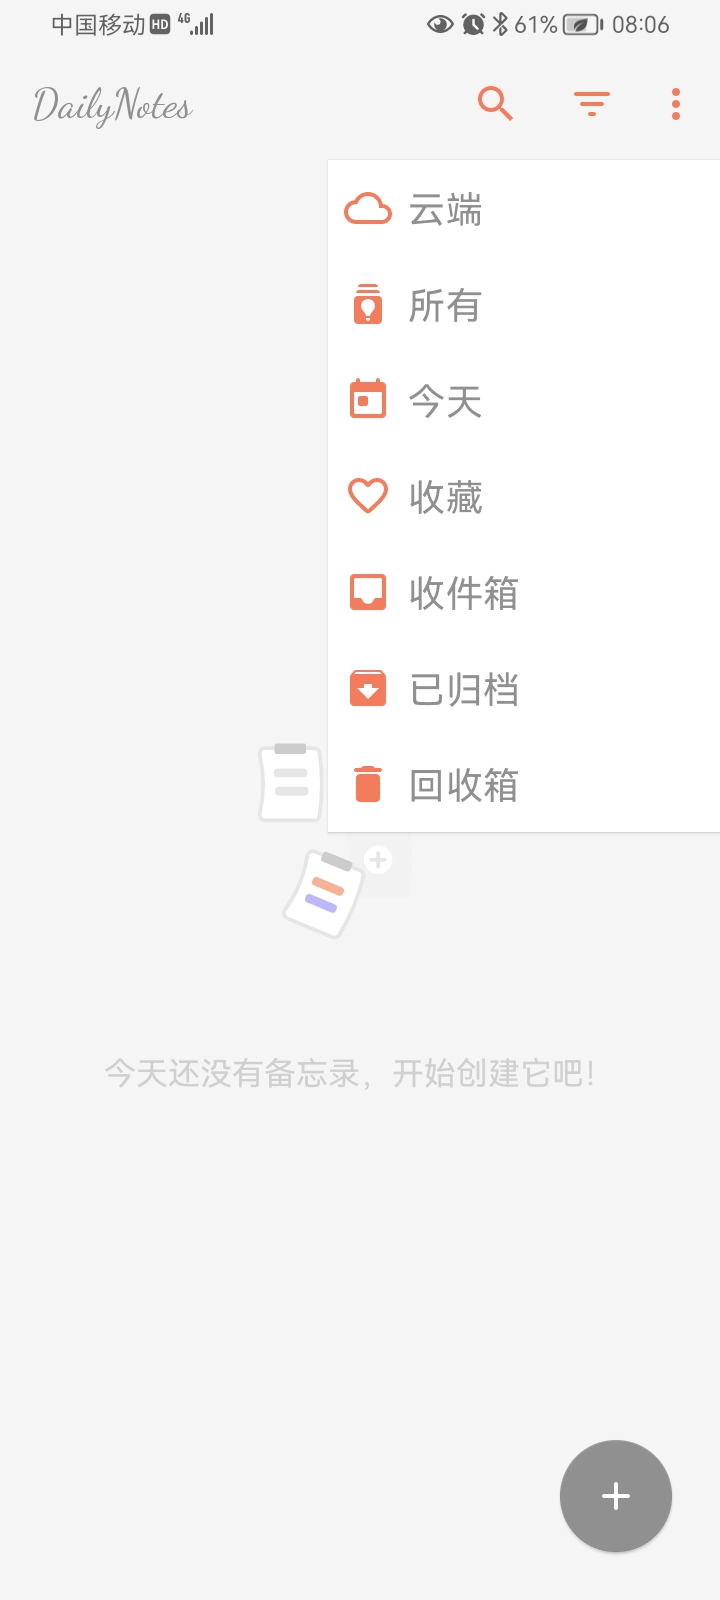 中国移动 HD 4G 61% 08:06
DailyNotes
云端
所有
今天
收藏
收件箱
已归档
回收箱
今天还没有备忘录，开始创建它吧！